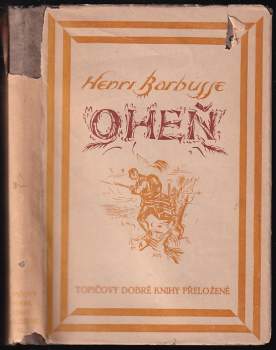 Henri Barbusse
OHEŇ
TOPIČOVY DOBRÉ KNIHY PŘELOŽENÉ